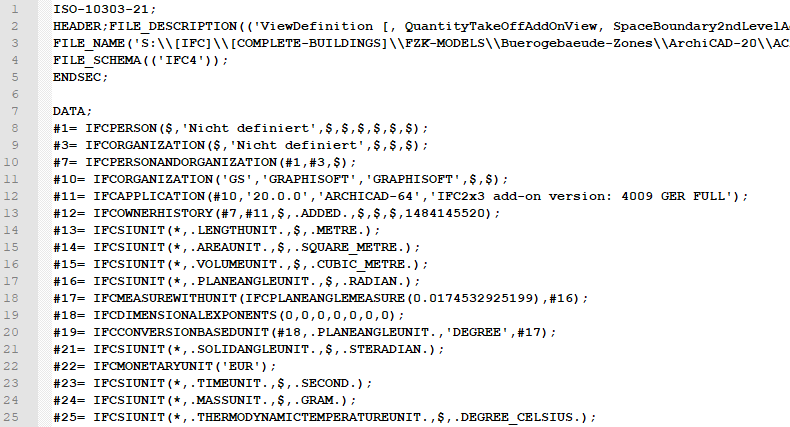 1 ISO-10303-21;
2 HEADER;FILE_DESCRIPTION(('ViewDefinition [, QuantityTakeOffAddOnView, SpaceBoundary2ndLevelA
3 FILE_NAME('S:\\[IFC]\\[COMPLETE-BUILDINGS]\\FZK-MODELS\\Buerogebaeude-Zones\\ArchiCAD-20\\AC
4 FILE_SCHEMA(('IFC4'));
5 ENDSEC;
6
7 DATA;
8 #1= IFCPERSON($,'Nicht definiert',$,$,$,$,$,$);
9 #3= IFCORGANIZATION($,'Nicht definiert',$,$,$);
10 #7= IFCPERSONANDORGANIZATION(#1,#3,$);
11 #10= IFCORGANIZATION('GS','GRAPHISOFT','GRAPHISOFT',$,$);
12 #11= IFCAPPLICATION(#10,'20.0.0','ARCHICAD-64','IFC2x3 add-on version: 4009 GER FULL');
13 #12= IFCOWNERHISTORY(#7,#11,$,.ADDED.,$,$,$,1484145520);
14 #13= IFCSIUNIT(*,.LENGTHUNIT.,$,.METRE.);
15 #14= IFCSIUNIT(*,.AREAUNIT.,$,.SQUARE_METRE.);
16 #15= IFCSIUNIT(*,.VOLUMEUNIT.,$,.CUBIC_METRE.);
17 #16= IFCSIUNIT(*,.PLANEANGLEUNIT.,$,.RADIAN.);
18 #17= IFCMEASUREWITHUNIT(IFCPLANEANGLEMEASURE(0.0174532925199),#16);
19 #18= IFCDIMENSIONALEXPONENTS(0,0,0,0,0,0,0);
20 #19= IFCCONVERSIONBASEDUNIT(#18,.PLANEANGLEUNIT.,'DEGREE',#17);
21 #21= IFCSIUNIT(*,.SOLIDANGLEUNIT.,$,.STERADIAN.);
22 #22= IFCMONETARYUNIT('EUR');
23 #23= IFCSIUNIT(*,.TIMEUNIT.,$,.SECOND.);
24 #24= IFCSIUNIT(*,.MASSUNIT.,$,.GRAM.);
25 #25= IFCSIUNIT(*,.THERMODYNAMICTEMPERATUREUNIT.,$,.DEGREE_CELSIUS.);